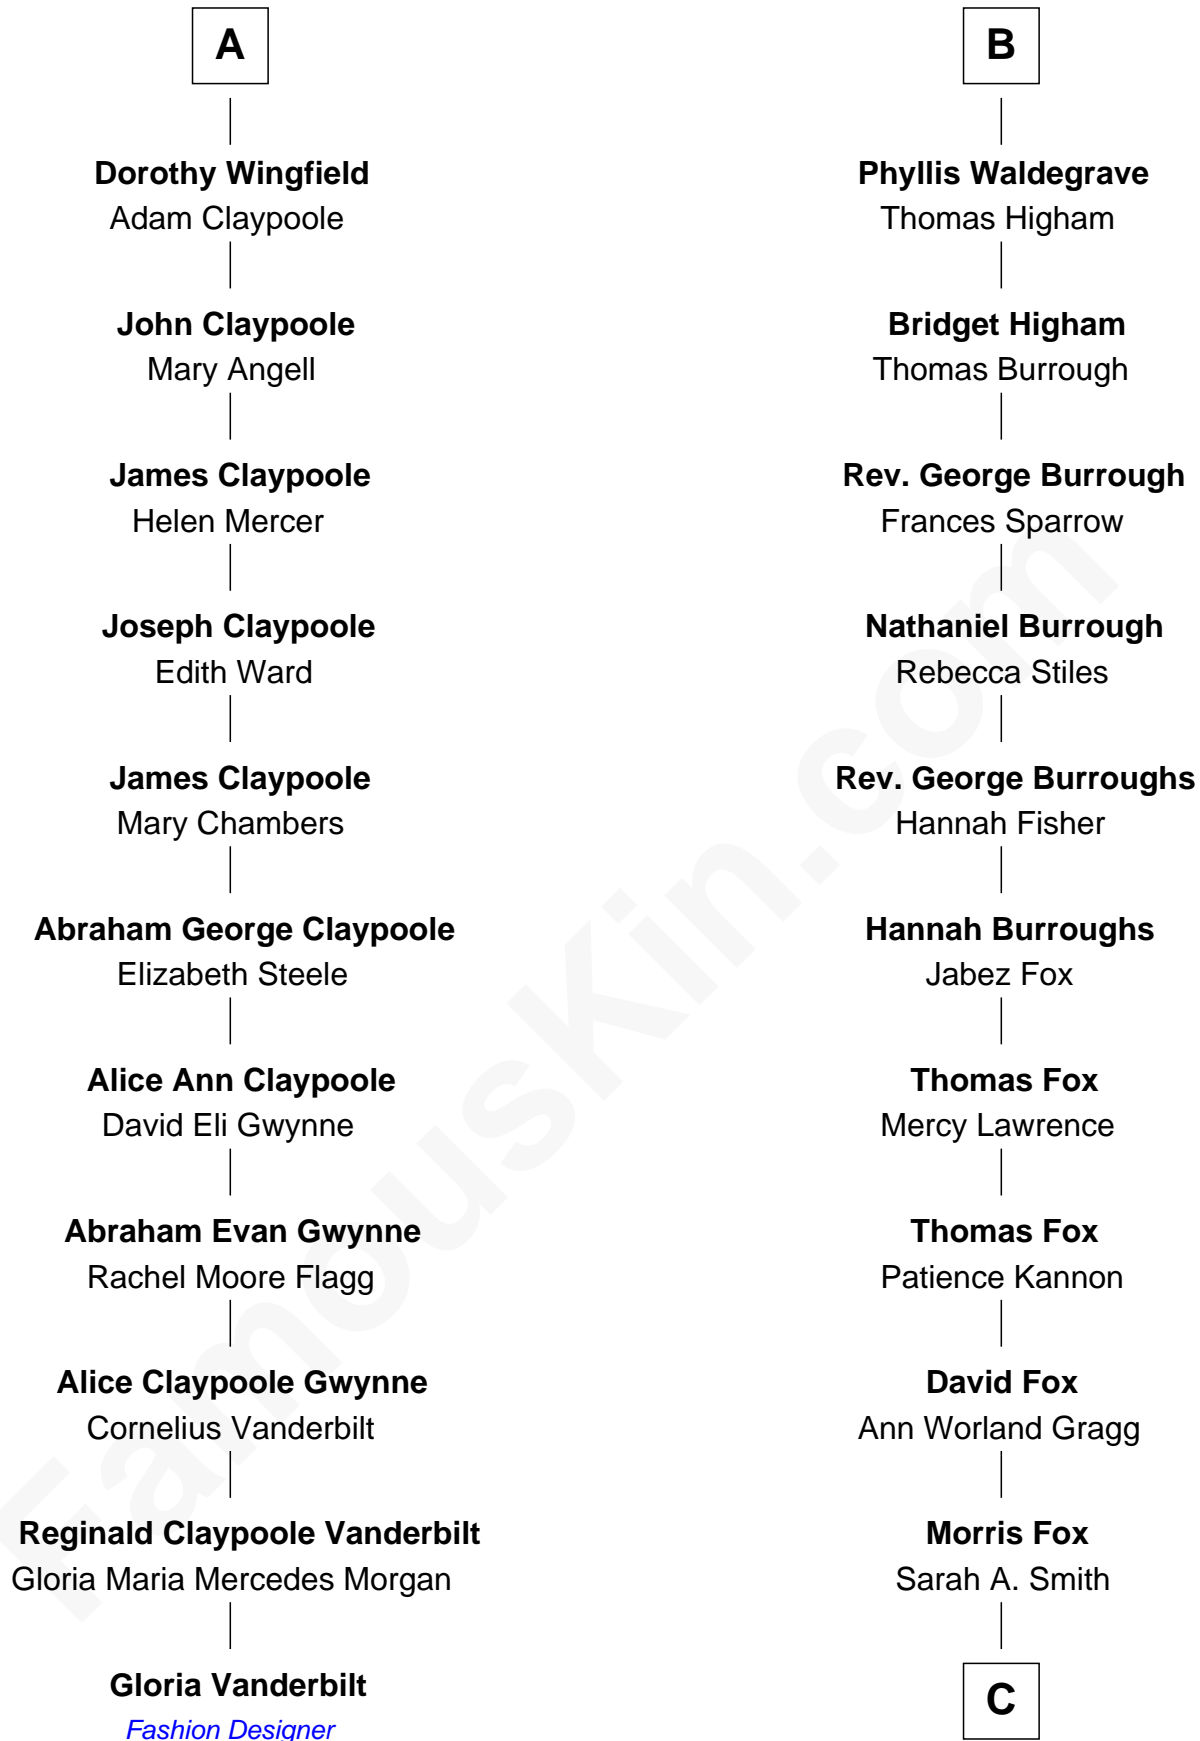 A
Dorothy Wingfield
Adam Claypoole
John Claypoole
Mary Angell
James Claypoole
Helen Mercer
Joseph Claypoole
Edith Ward
James Claypoole
Mary Chambers
Abraham George Claypoole
Elizabeth Steele
Alice Ann Claypoole
David Eli Gwynne
Abraham Evan Gwynne
Rachel Moore Flagg
Alice Claypoole Gwynne
Cornelius Vanderbilt
Reginald Claypoole Vanderbilt
Gloria Maria Mercedes Morgan
Gloria Vanderbilt
Fashion Designer
B
Phyllis Waldegrave
Thomas Higham
Bridget Higham
Thomas Burrough
Rev. George Burrough
Frances Sparrow
Nathaniel Burrough
Rebecca Stiles
Rev. George Burroughs
Hannah Fisher
Hannah Burroughs
Jabez Fox
Thomas Fox
Mercy Lawrence
Thomas Fox
Patience Kannon
David Fox
Ann Worland Gragg
Morris Fox
Sarah A. Smith
C
FamousKin.com